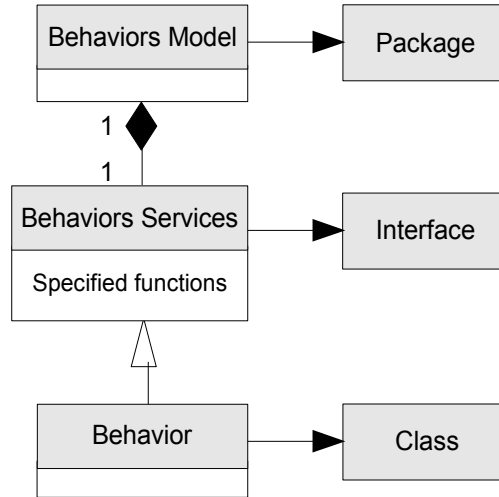 Behaviors Model
Package
1
1
Behaviors Services
Interface
Specified functions
Behavior
Class